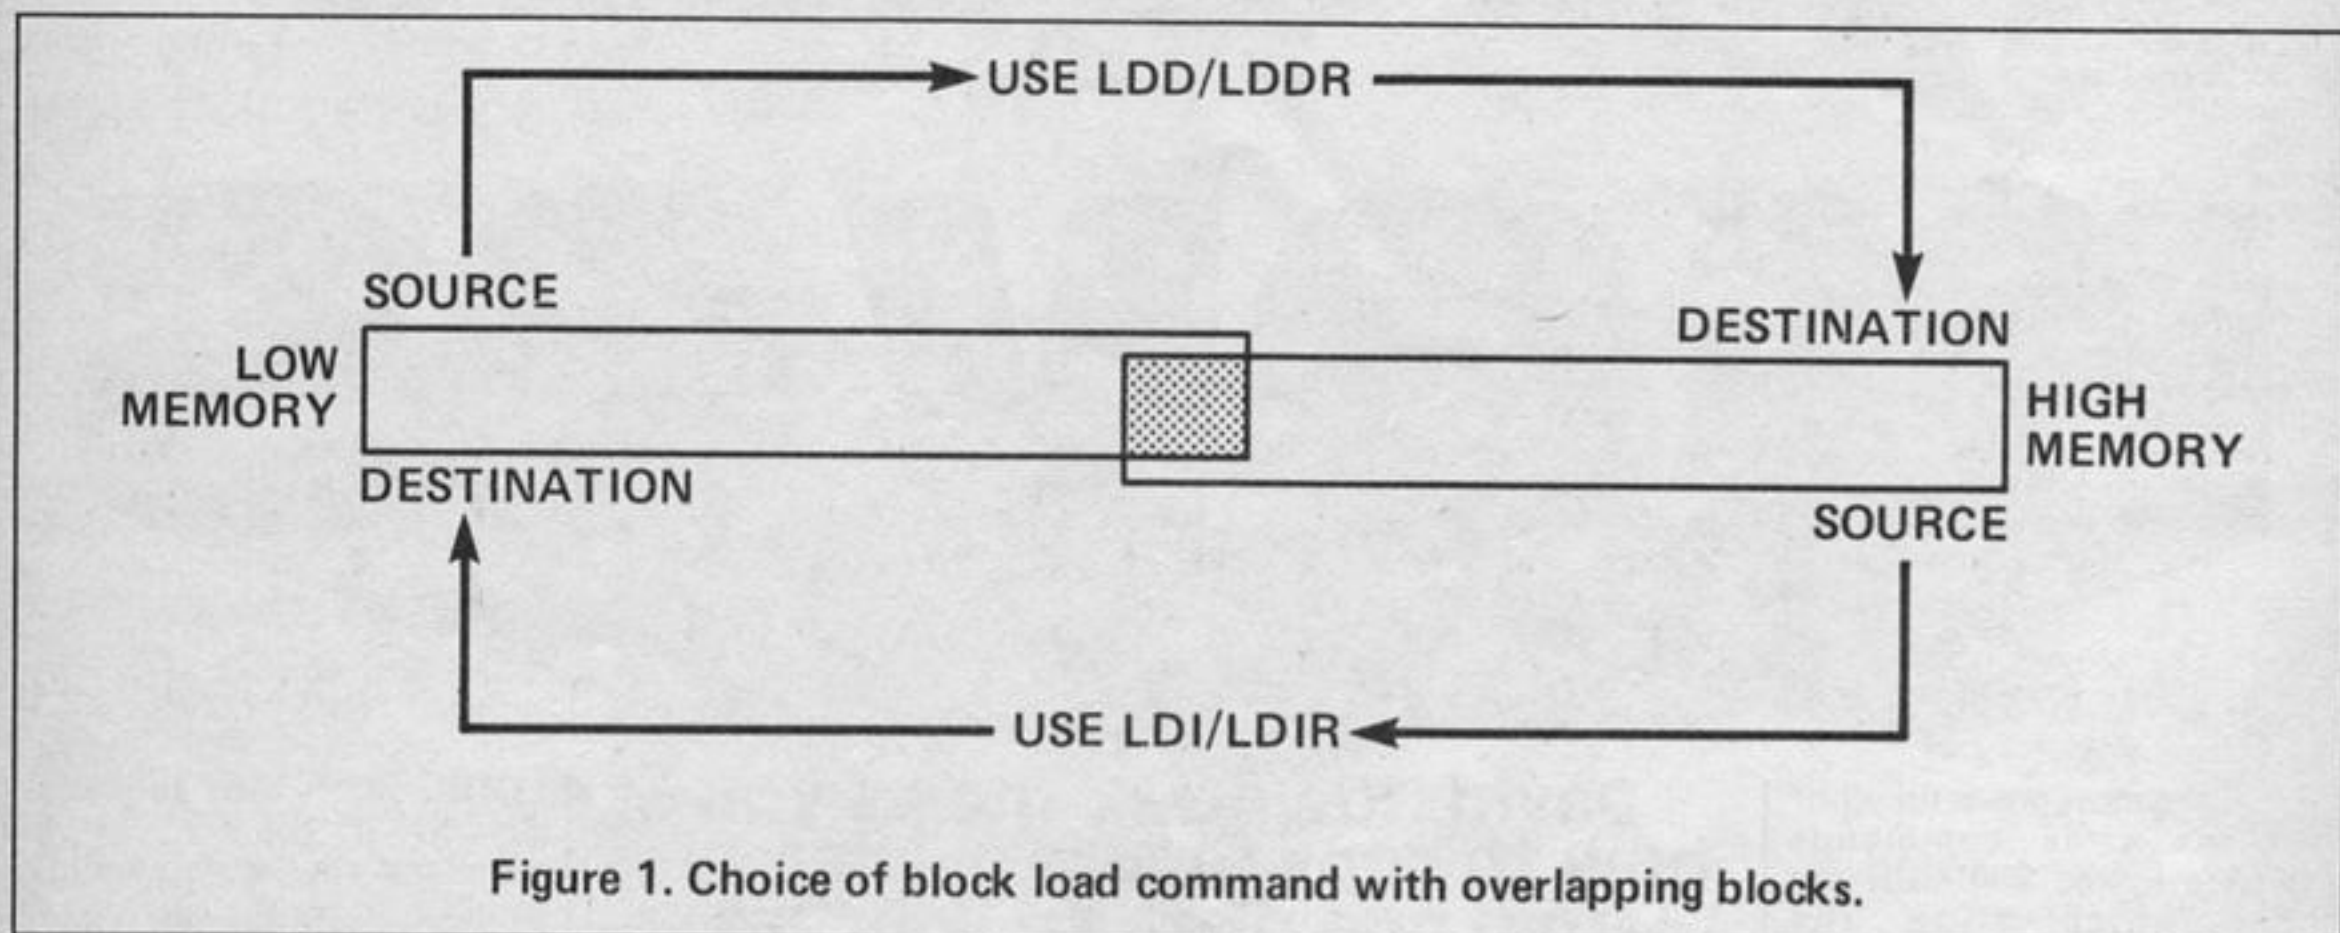 USE LDD/LDDR
SOURCE
DESTINATION
LOW
MEMORY
HIGH
MEMORY
DESTINATION
SOURCE
USE LDI/LDIR
Figure 1. Choice of block load command with overlapping blocks.